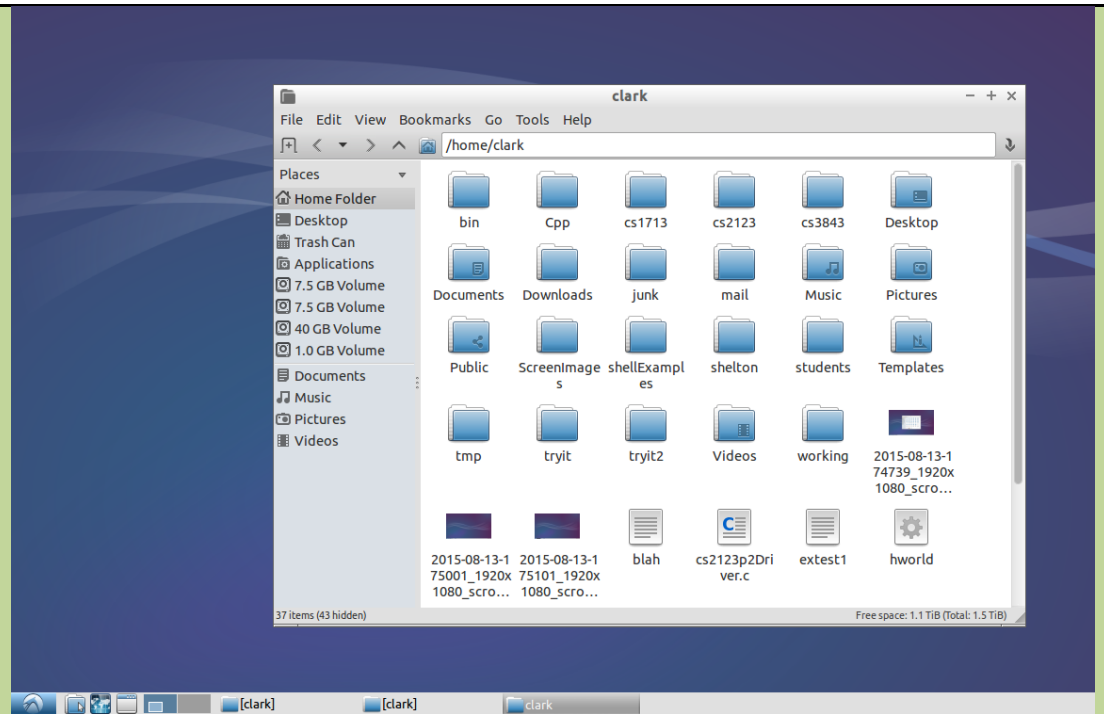 clark
File Edit View Bookmarks Go Tools Help
/home/clark
Places
Home Folder
Desktop
Trash Can
Applications
7.5 GB Volume
7.5 GB Volume
40 GB Volume
1.0 GB Volume
Documents
Music
Pictures
Videos
bin Cpp cs1713 cs2123 cs3843 Desktop
Documents Downloads junk mail Music Pictures
Public ScreenImage shellExampl shelton students Templates
s es
tmp tryit tryit2 Videos working 2015-08-13-1
74739_1920x
1080_scro...
2015-08-13-1 2015-08-13-1 blah cs2123p2Dri extest1 hworld
75001_1920x 75101_1920x ver.c
1080_scro... 1080_scro...
37 items (43 hidden) Free space: 1.1 TiB (Total: 1.5 TiB)
[clark] [clark] clark